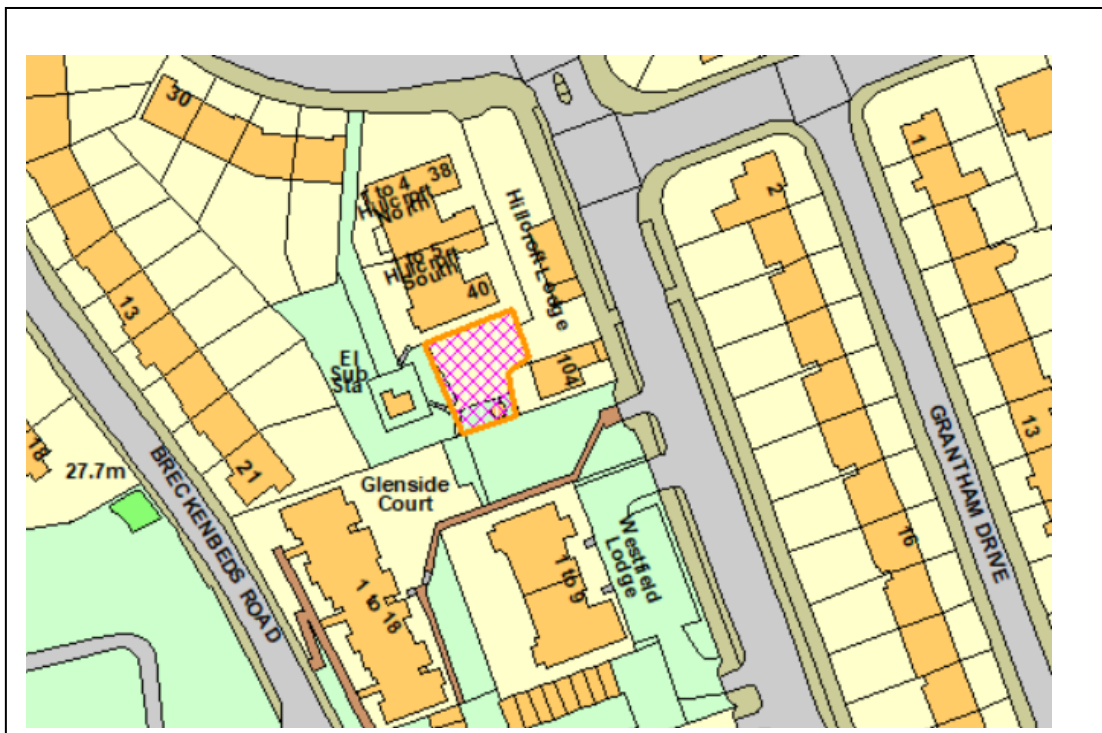 30
38
1 to 4
Hillcroft
North
1 to 5
Hillcroft
South
40
Hillcroft Lodge
2
1
13
El
Sub
Sta
104
18
27.7m
21
BRECKENBEDS ROAD
Glenside
Court
1 to 18
1 to 9
Westfield
Lodge
16
13
GRANTHAM DRIVE